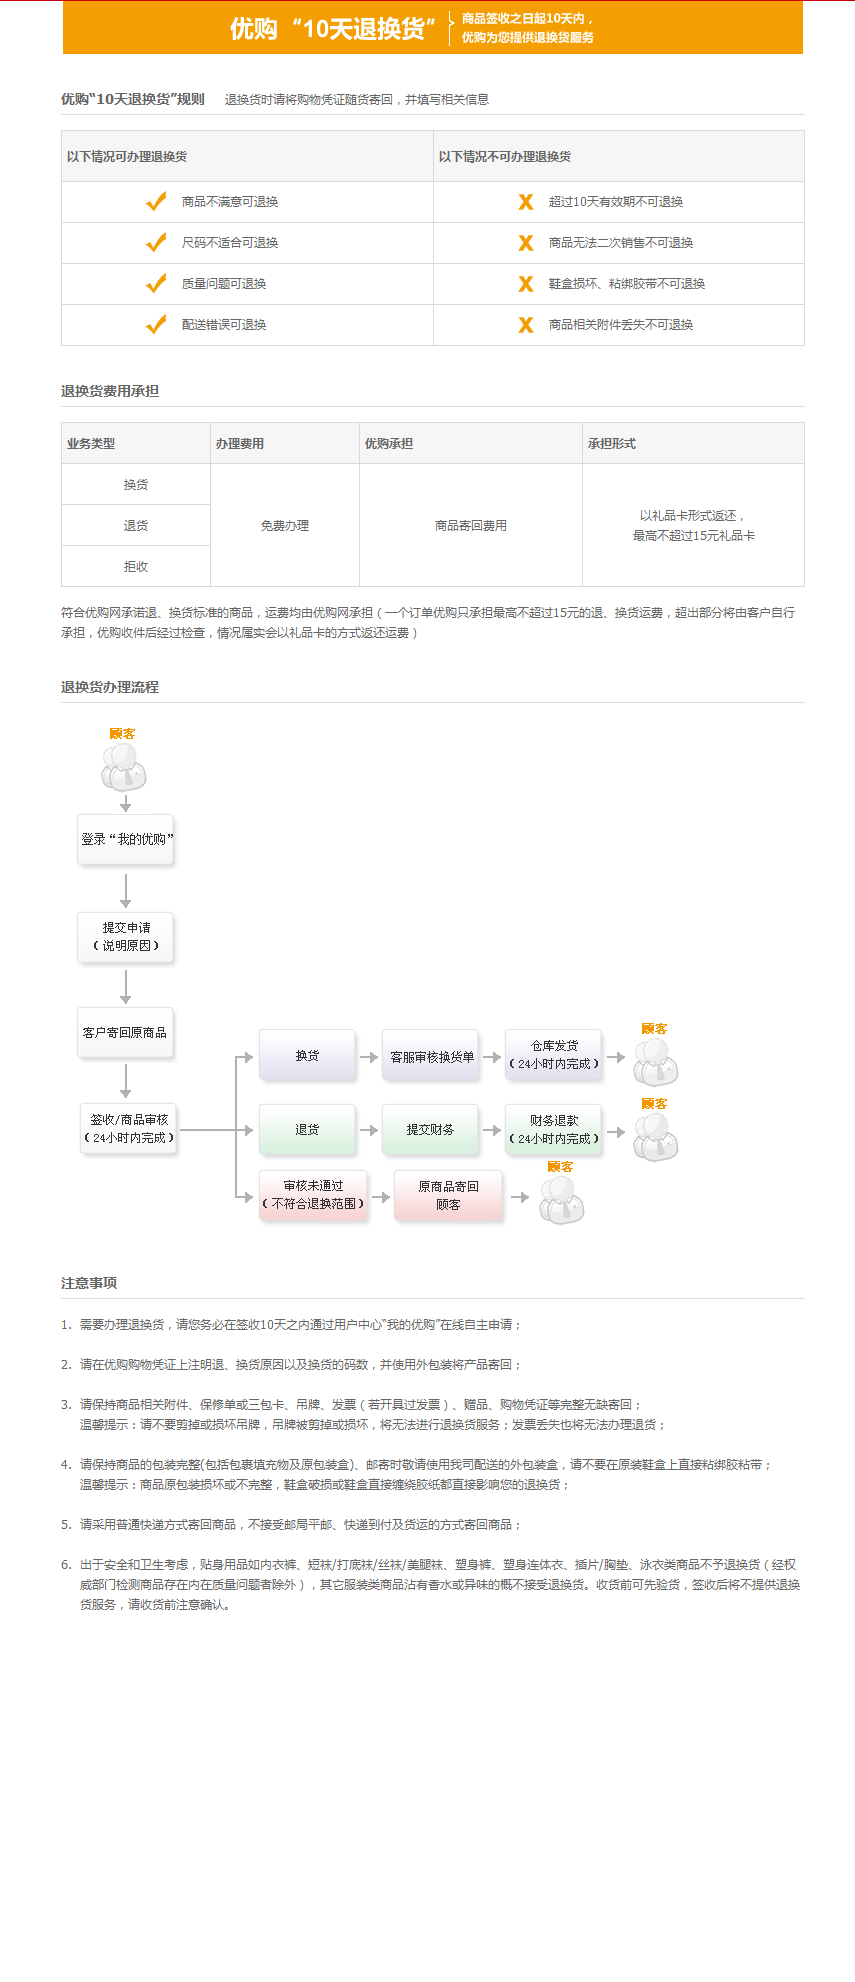 优购 “10天退换货”
商品签收之日起10天内，
优购为您提供退换货服务
优购“10天退换货”规则 退换货时请将购物凭证随货寄回，并填写相关信息
以下情况可办理退换货 以下情况不可办理退换货
商品不满意可退换 X 超过10天有效期不可退换
尺码不适合可退换 X 商品无法二次销售不可退换
质量问题可退换 X 鞋盒损坏、粘绑胶带不可退换
配送错误可退换 X 商品相关附件丢失不可退换
退换货费用承担
业务类型 办理费用 优购承担 承担形式
换货
退货 免费办理 商品寄回费用
以礼品卡形式返还，
最高不超过15元礼品卡
拒收
符合优购网承诺退、换货标准的商品，运费均由优购网承担（一个订单优购只承担最高不超过15元的退、换货运费，超出部分将由客户自行
承担，优购收件后经过检查，情况属实会以礼品卡的方式返还运费）
退换货办理流程
顾客
登录“我的优购”
提交申请
（说明原因）
客户寄回原商品
签收/商品审核
（24小时内完成）
换货
客服审核换货单
仓库发货
（24小时内完成）
顾客
退货
提交财务
财务退款
（24小时内完成）
顾客
审核未通过
（不符合退换范围）
原商品寄回
顾客
顾客
注意事项
1. 需要办理退换货，请您务必在签收10天之内通过用户中心“我的优购”在线自主申请；
2. 请在优购购物凭证上注明退、换货原因以及换货的码数，并使用外包装将产品寄回；
3. 请保持商品相关附件、保修单或三包卡、吊牌、发票（若开具过发票）、赠品、购物凭证等完整无缺寄回；
温馨提示：请不要剪掉或损坏吊牌，吊牌被剪掉或损坏，将无法进行退换货服务；发票丢失也将无法办理退货；
4. 请保持商品的包装完整(包括包裹填充物及原包装盒)、邮寄时敬请使用我司配送的外包装盒，请不要在原装鞋盒上直接粘绑胶粘带；
温馨提示：商品原包装损坏或不完整，鞋盒破损或鞋盒直接缠绕胶纸都直接影响您的退换货；
5. 请采用普通快递方式寄回商品，不接受邮局平邮、快递到付及货运的方式寄回商品；
6. 出于安全和卫生考虑，贴身用品如内衣裤、短袜/打底袜/丝袜/美腿袜、塑身裤、塑身连体衣、插片/胸垫、泳衣类商品不予退换货（经权
威部门检测商品存在内在质量问题者除外），其它服装类商品沾有香水或异味的概不接受退换货。收货前可先验货，签收后将不提供退换
货服务，请收货前注意确认。